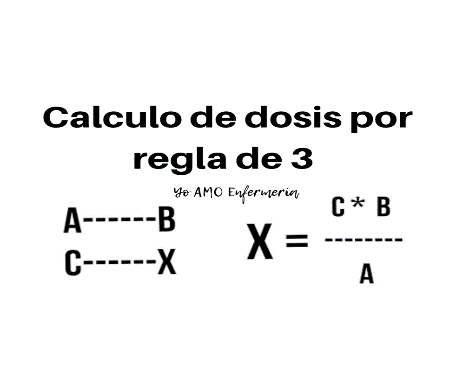 Calculo de dosis por
regla de 3
Yo AMO Enfermeria
A------B
C------X
X = C * B
--------
A